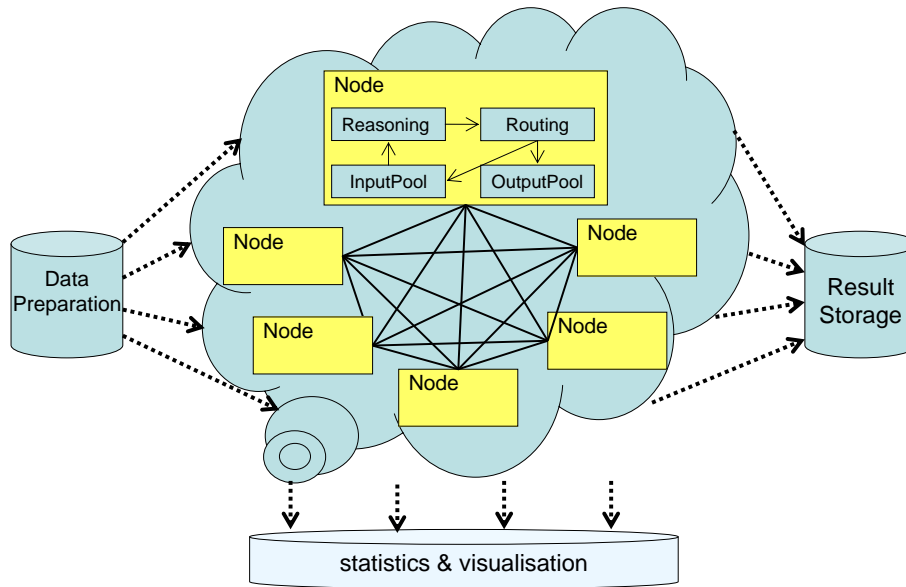 Node
Reasoning
Routing
InputPool
OutputPool
Node
Node
Data
Preparation
Result
Storage
Node
Node
Node
statistics & visualisation